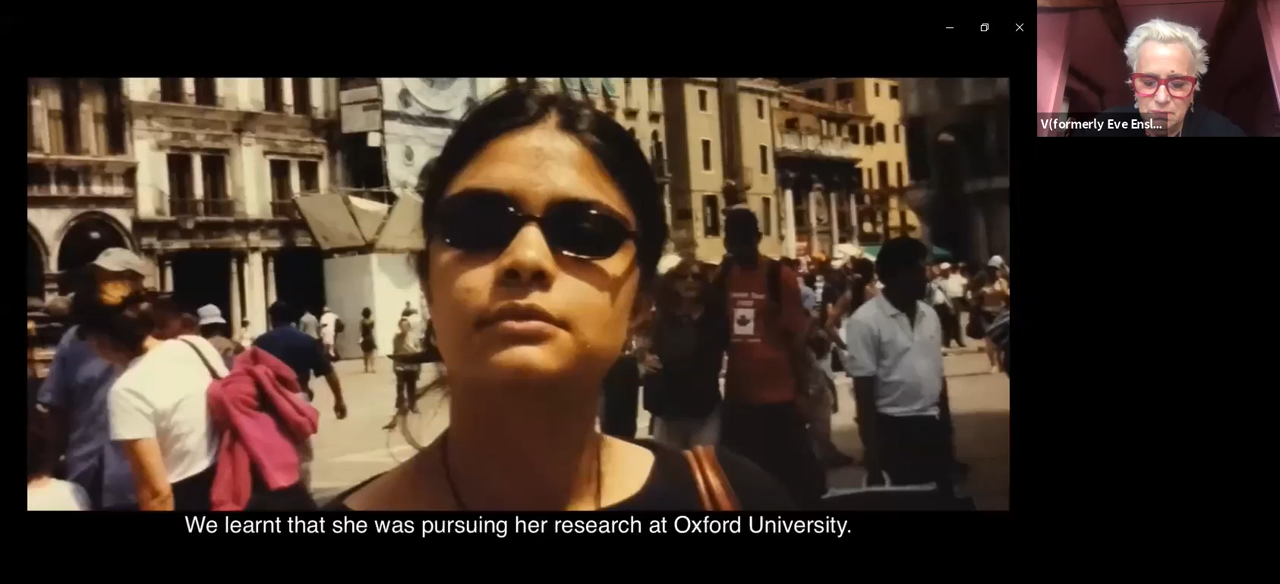 V(formerly Eve Ensl...
We learnt that she was pursuing her research at Oxford University.